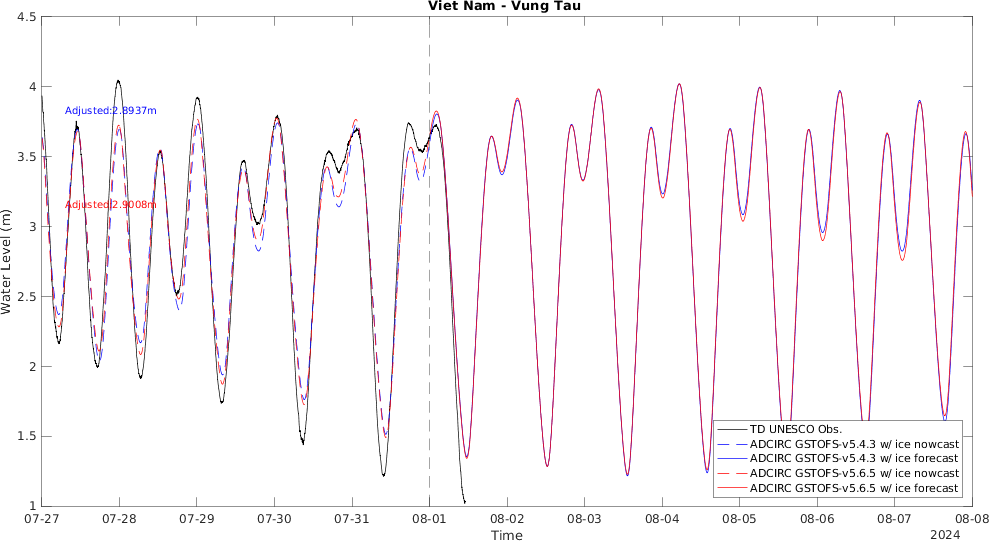 Viet Nam - Vung Tau
4.5
4
3.5
3
2.5
2
1.5
1
Water Level (m)
Adjusted:2.8937m
Adjusted:2.9008m
TD UNESCO Obs.
ADCIRC GSTOFS-v5.4.3 w/ ice nowcast
ADCIRC GSTOFS-v5.4.3 w/ ice forecast
ADCIRC GSTOFS-v5.6.5 w/ ice nowcast
ADCIRC GSTOFS-v5.6.5 w/ ice forecast
07-27 07-28 07-29 07-30 07-31 08-01 08-02 08-03 08-04 08-05 08-06 08-07 08-08
Time
2024